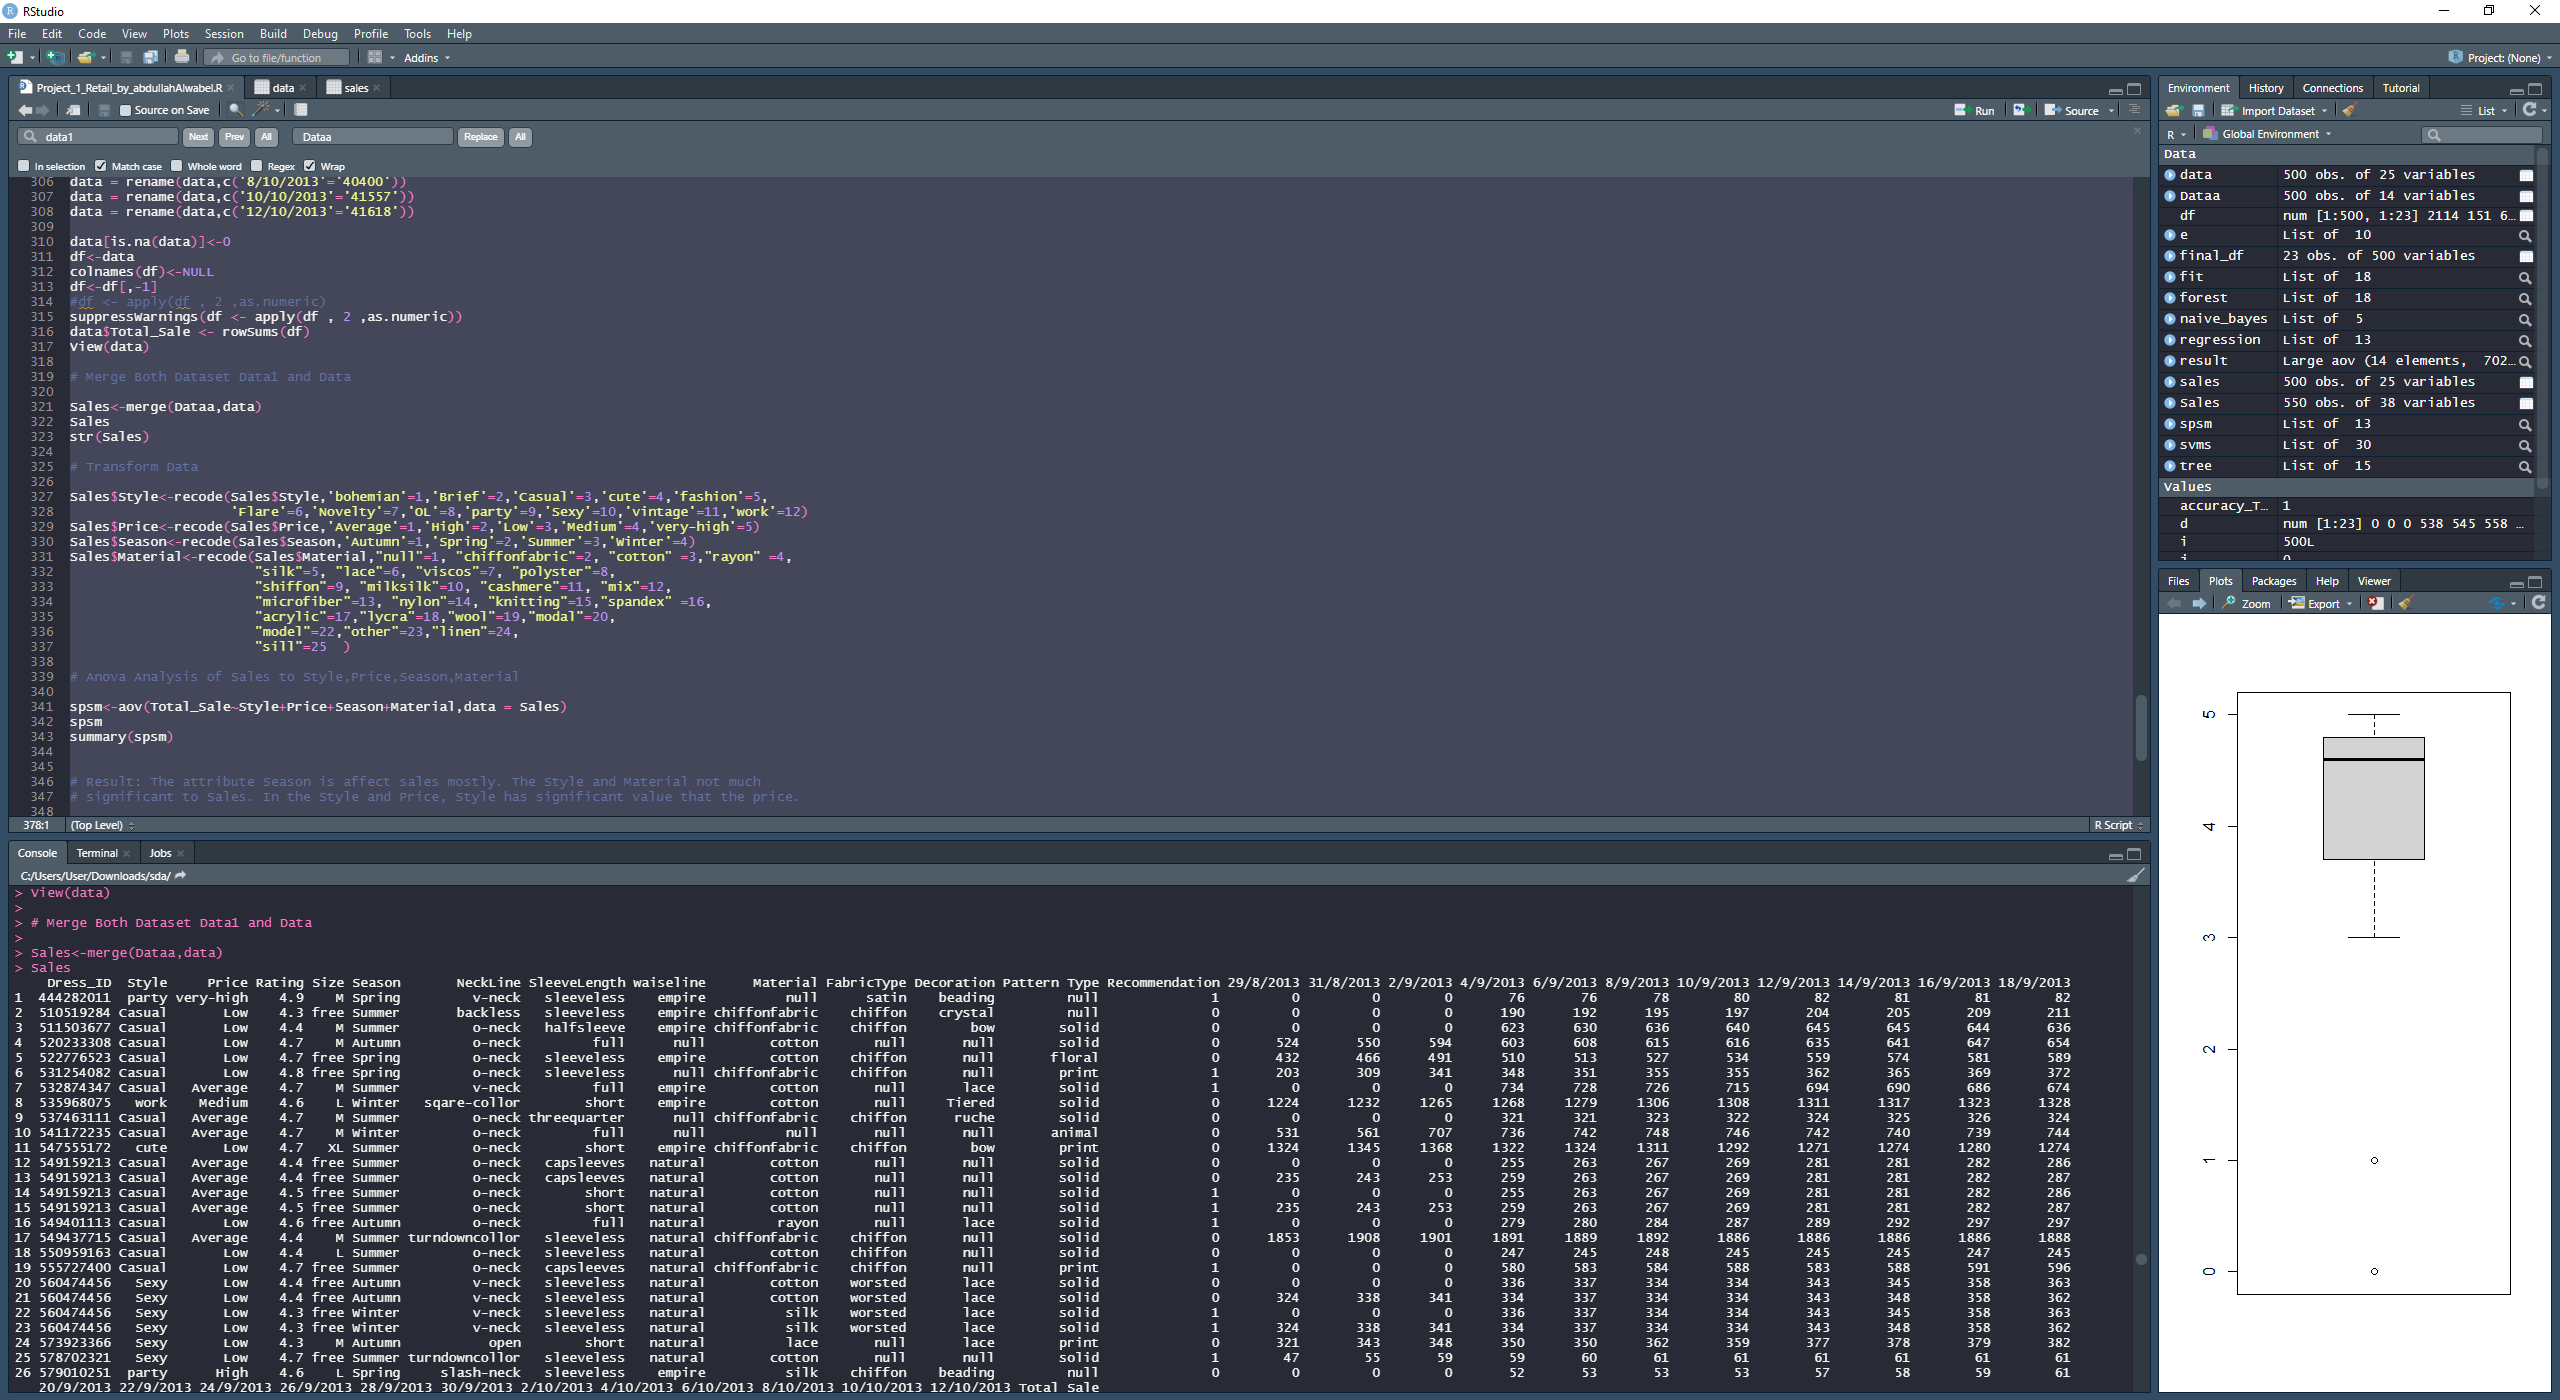 RStudio
File Edit Code View Plots Session Build Debug Profile Tools Help
Go to file/function Addins Project: (None)
Project_1_Retail_by_abdullahAlwabel.R data sales
Source on Save Run Source
data1 Next Prev All Dataa Replace All
In selection Match case Whole word Regex Wrap
306 data = rename(data,c('8/10/2013'='40400'))
307 data = rename(data,c('10/10/2013'='41557'))
308 data = rename(data,c('12/10/2013'='41618'))
309
310 data[is.na(data)]<-0
311 df<-data
312 colnames(df)<-NULL
313 df<-df[,-1]
314 #df <- apply(df , 2 ,as.numeric)
315 suppressWarnings(df <- apply(df , 2 ,as.numeric))
316 data$Total_Sale <- rowSums(df)
317 View(data)
318
319 # Merge Both Dataset Data1 and Data
320
321 Sales<-merge(Dataa,data)
322 Sales
323 str(Sales)
324
325 # Transform Data
326
327 Sales$Style<-recode(Sales$Style,'bohemian'=1,'Brief'=2,'Casual'=3,'cute'=4,'fashion'=5,
328 'Flare'=6,'Novelty'=7,'OL'=8,'party'=9,'Sexy'=10,'vintage'=11,'work'=12)
329 Sales$Price<-recode(Sales$Price,'Average'=1,'High'=2,'Low'=3,'Medium'=4,'very-high'=5)
330 Sales$Season<-recode(Sales$Season,'Autumn'=1,'Spring'=2,'Summer'=3,'Winter'=4)
331 Sales$Material<-recode(Sales$Material,"null"=1, "chiffonfabric"=2, "cotton" =3,"rayon" =4,
332 "silk"=5, "lace"=6, "viscos"=7, "polyster"=8,
333 "shiffon"=9, "milksilk"=10, "cashmere"=11, "mix"=12,
334 "microfiber"=13, "nylon"=14, "knitting"=15,"spandex" =16,
335 "acrylic"=17,"lycra"=18,"wool"=19,"modal"=20,
336 "model"=22,"other"=23,"linen"=24,
337 "sill"=25 )
338
339 # Anova Analysis of Sales to Style,Price,Season,Material
340
341 spsm<-aov(Total_Sale~Style+Price+Season+Material,data = Sales)
342 spsm
343 summary(spsm)
344
345
346 # Result: The attribute Season is affect sales mostly. The Style and Material not much
347 # significant to Sales. In the Style and Price, Style has significant value that the price.
348
378:1 (Top Level) R Script
Console Terminal Jobs
C:/Users/User/Downloads/sda/
> View(data)
>
> # Merge Both Dataset Data1 and Data
>
> Sales<-merge(Dataa,data)
> Sales
Dress_ID Style Price Rating Size Season NeckLine SleeveLength waiseline Material FabricType Decoration Pattern Type Recommendation 29/8/2013 31/8/2013 2/9/2013 4/9/2013 6/9/2013 8/9/2013 10/9/2013 12/9/2013 14/9/2013 16/9/2013 18/9/2013
1 444282011 party very-high 4.9 M Spring v-neck sleeveless empire null satin beading null 1 0 0 0 76 76 78 80 82 81 81 82
2 510519284 Casual Low 4.3 free Summer backless sleeveless empire chiffonfabric chiffon crystal null 0 0 0 0 190 192 195 197 204 205 209 211
3 511503677 Casual Low 4.4 M Summer o-neck halfsleeve empire chiffonfabric chiffon bow solid 0 0 0 0 623 630 636 640 645 645 644 636
4 520233308 Casual Low 4.7 M Autumn o-neck full null cotton null null solid 0 524 550 594 603 608 615 616 635 641 647 654
5 522776523 Casual Low 4.7 free Spring o-neck sleeveless empire cotton chiffon null floral 0 432 466 491 510 513 527 534 559 574 581 589
6 531254082 Casual Low 4.8 free Spring o-neck sleeveless null chiffonfabric chiffon null print 1 203 309 341 348 351 355 355 362 365 369 372
7 532874347 Casual Average 4.7 M Summer v-neck full empire cotton null lace solid 1 0 0 0 734 728 726 715 694 690 686 674
8 535968075 work Medium 4.6 L Winter sqare-collor short empire cotton null Tiered solid 0 1224 1232 1265 1268 1279 1306 1308 1311 1317 1323 1328
9 537463111 Casual Average 4.7 M Summer o-neck threequarter null chiffonfabric chiffon ruche solid 0 0 0 0 321 321 323 322 324 325 326 324
10 541172235 Casual Average 4.7 M Winter o-neck full null null null null animal 0 531 561 707 736 742 748 746 742 740 739 744
11 547555172 cute Low 4.7 XL Summer o-neck short empire chiffonfabric chiffon bow print 0 1324 1345 1368 1322 1324 1311 1292 1271 1274 1280 1274
12 549159213 Casual Average 4.4 free Summer o-neck capsleeves natural cotton null null solid 0 0 0 0 255 263 267 269 281 281 282 286
13 549159213 Casual Average 4.4 free Summer o-neck capsleeves natural cotton null null solid 0 235 243 253 259 263 267 269 281 281 282 287
14 549159213 Casual Average 4.5 free Summer o-neck short natural cotton null null solid 1 0 0 0 255 263 267 269 281 281 282 286
15 549159213 Casual Average 4.5 free Summer o-neck short natural cotton null null solid 1 235 243 253 259 263 267 269 281 281 282 287
16 549401113 Casual Low 4.6 free Autumn o-neck full natural rayon null lace solid 1 0 0 0 279 280 284 287 289 292 297 297
17 549437715 Casual Average 4.4 M Summer turndowncollor sleeveless natural chiffonfabric chiffon null solid 0 1853 1908 1901 1891 1889 1892 1886 1886 1886 1886 1888
18 550959163 Casual Low 4.4 L Summer o-neck sleeveless natural cotton chiffon null solid 0 0 0 0 247 245 248 245 245 245 247 245
19 555727400 Casual Low 4.7 free Summer o-neck capsleeves natural chiffonfabric chiffon null print 1 0 0 0 580 583 584 588 583 588 591 596
20 560474456 Sexy Low 4.4 free Autumn v-neck sleeveless natural cotton worsted lace solid 0 0 0 0 336 337 334 334 343 345 358 363
21 560474456 Sexy Low 4.4 free Autumn v-neck sleeveless natural cotton worsted lace solid 0 324 338 341 334 337 334 334 343 348 358 362
22 560474456 Sexy Low 4.3 free Winter v-neck sleeveless natural silk worsted lace solid 1 0 0 0 336 337 334 334 343 345 358 363
23 560474456 Sexy Low 4.3 free Winter v-neck sleeveless natural silk worsted lace solid 1 324 338 341 334 337 334 334 343 348 358 362
24 573923366 Sexy Low 4.3 M Autumn open short natural lace null lace print 0 321 343 348 350 350 362 359 377 378 379 382
25 578702321 Sexy Low 4.7 free Summer turndowncollor sleeveless natural cotton null null solid 1 47 55 59 59 60 61 61 61 61 61 61
26 579010251 party High 4.6 L Spring slash-neck sleeveless empire silk chiffon beading null 0 0 0 0 52 53 53 53 57 58 59 61
20/9/2013 22/9/2013 24/9/2013 26/9/2013 28/9/2013 30/9/2013 2/10/2013 4/10/2013 6/10/2013 8/10/2013 10/10/2013 12/10/2013 Total_Sale
Environment History Connections Tutorial
Import Dataset List
R Global Environment
Data
data 500 obs. of 25 variables
Dataa 500 obs. of 14 variables
df num [1:500, 1:23] 2114 151 6...
e List of 10
final_df 23 obs. of 500 variables
fit List of 18
forest List of 18
naive_bayes List of 5
regression List of 13
result Large aov (14 elements, 702...
sales 500 obs. of 25 variables
Sales 550 obs. of 38 variables
spsm List of 13
svms List of 30
tree List of 15
Values
accuracy_T... 1
d num [1:23] 0 0 0 538 545 558 ...
i 500L
Files Plots Packages Help Viewer
Zoom Export
5
4
3
2
1
0